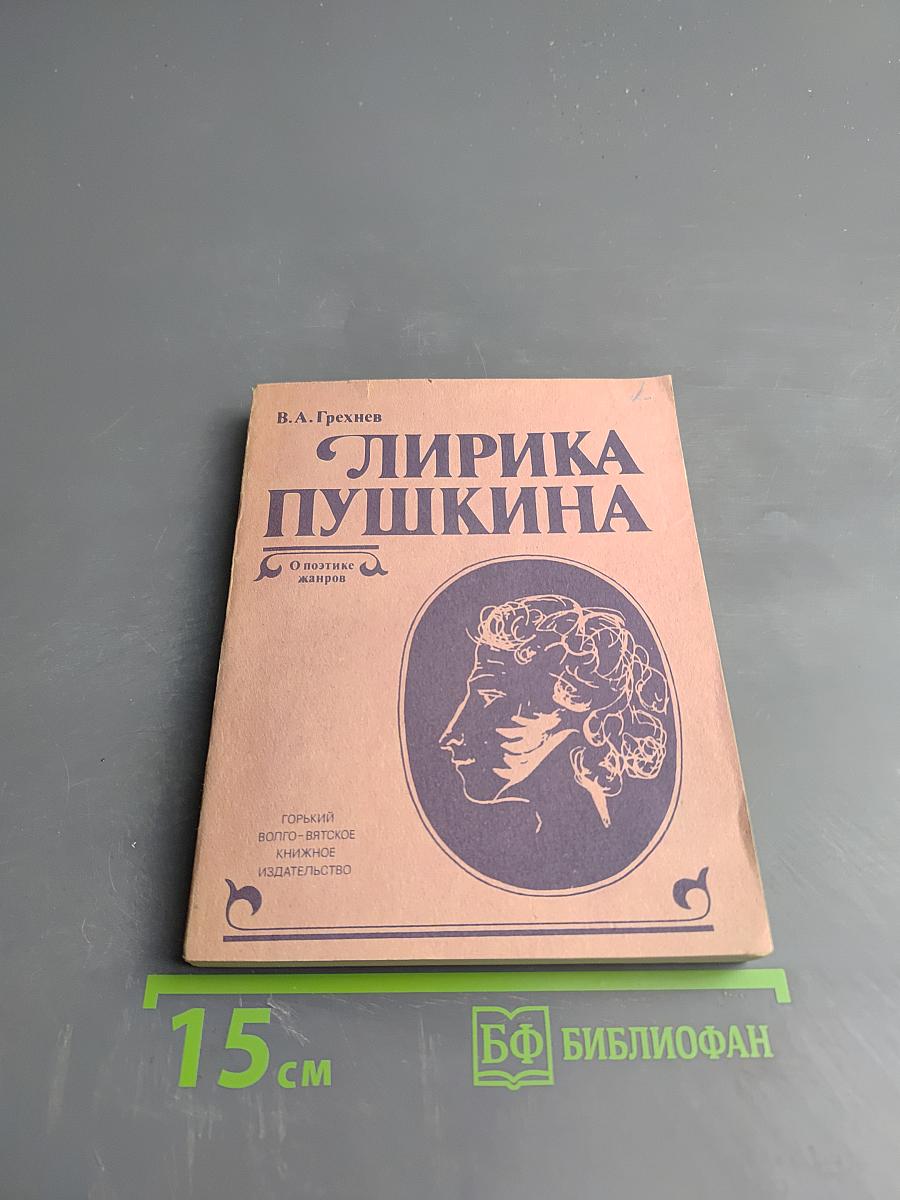 В. А. Грехнев
ЛИРИКА
ПУШКИНА
О поэтике
жанров
ГОРЬКИЙ
ВОЛГО-ВЯТСКОЕ
КНИЖНОЕ
ИЗДАТЕЛЬСТВО
15 см
БФ БИБЛИОФАН